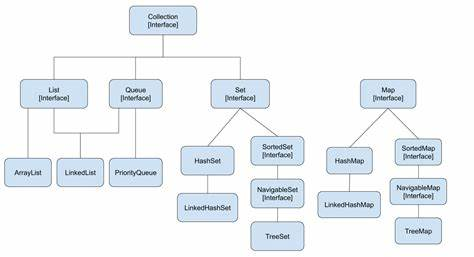 Collection
[Interface]
List
[Interface]
Queue
[Interface]
Set
[Interface]
Map
[Interface]
ArrayList
LinkedList
PriorityQueue
HashSet
SortedSet
[Interface]
LinkedHashSet
NavigableSet
[Interface]
TreeSet
HashMap
SortedMap
[Interface]
LinkedHashMap
NavigableMap
[Interface]
TreeMap